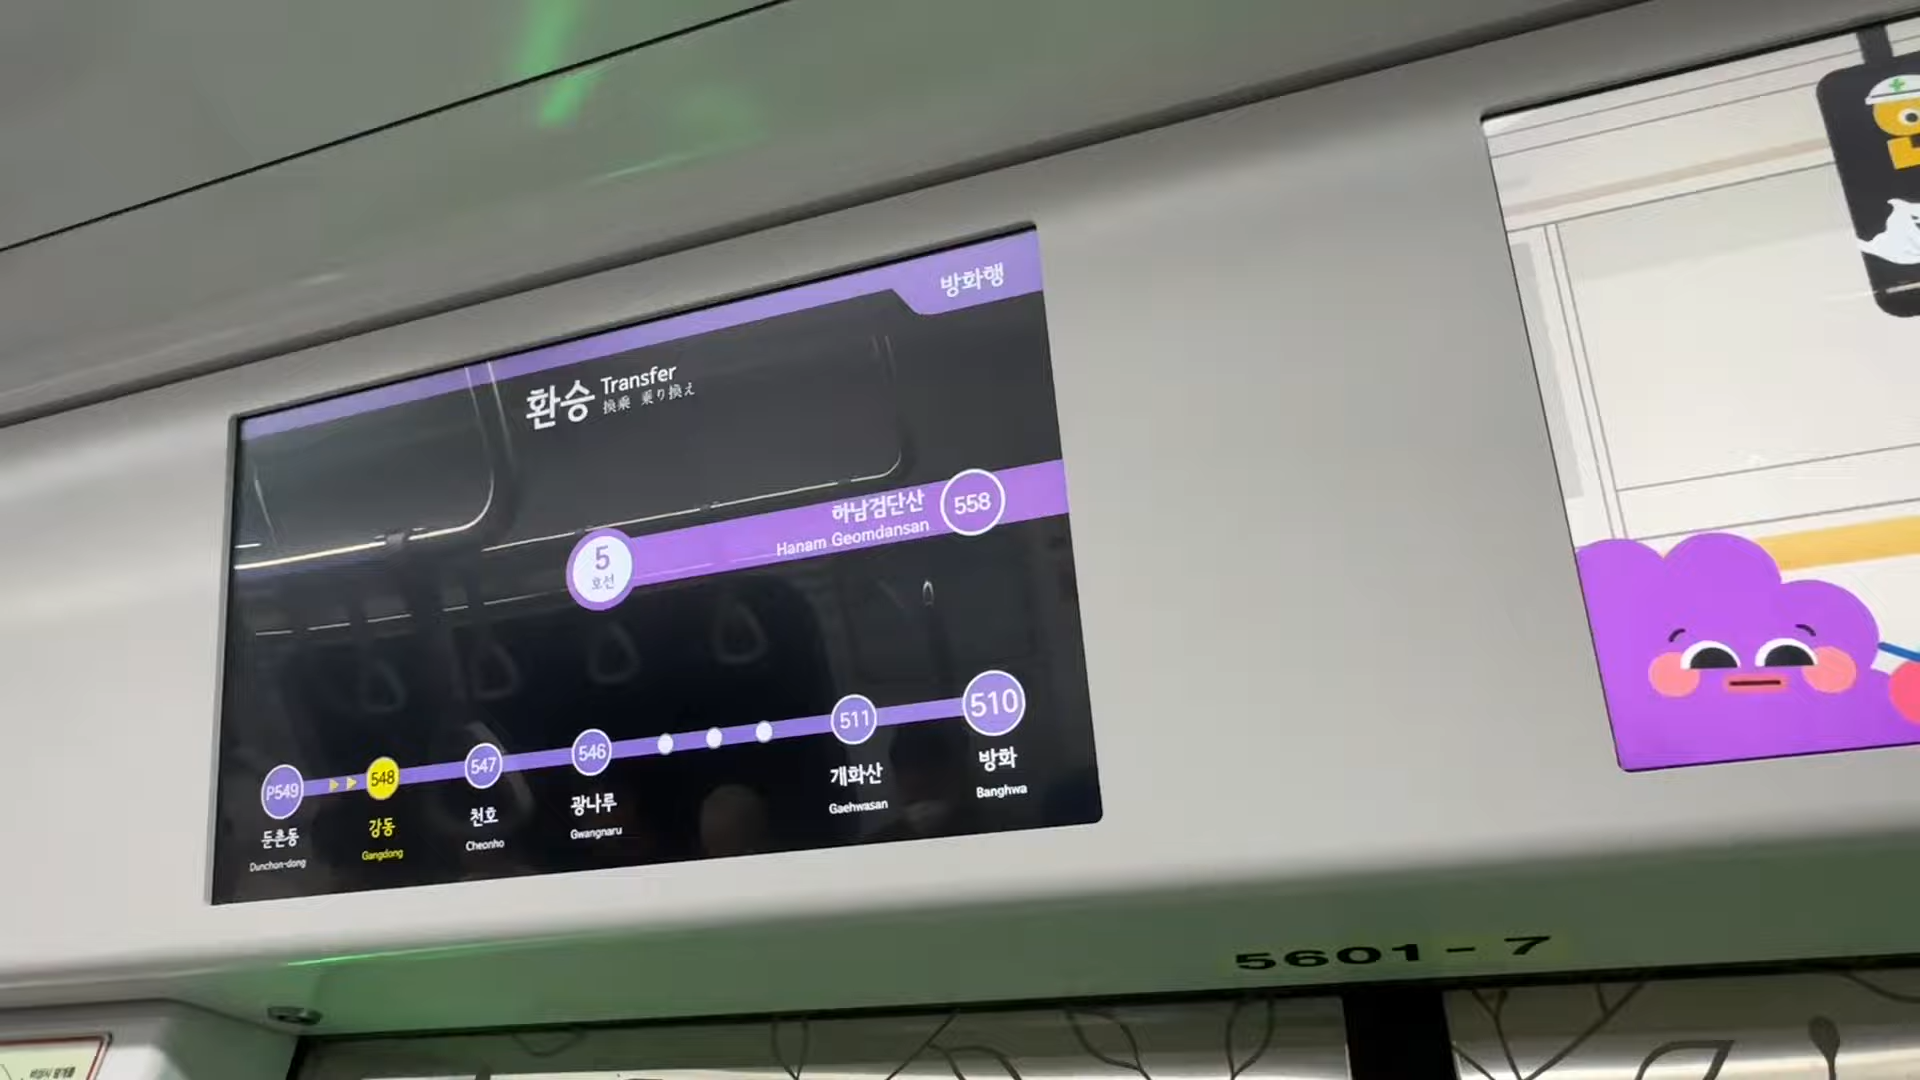 방화행
환승 Transfer
換乘 乗り換え
5
호선
하남검단산
Hanam Geomdansan
558
P549
둔촌동
Dunchon-dong
548
강동
Gangdong
547
천호
Cheonho
546
광나루
Gwangnaru
511
개화산
Gaehwasan
510
방화
Banghwa
5601-7